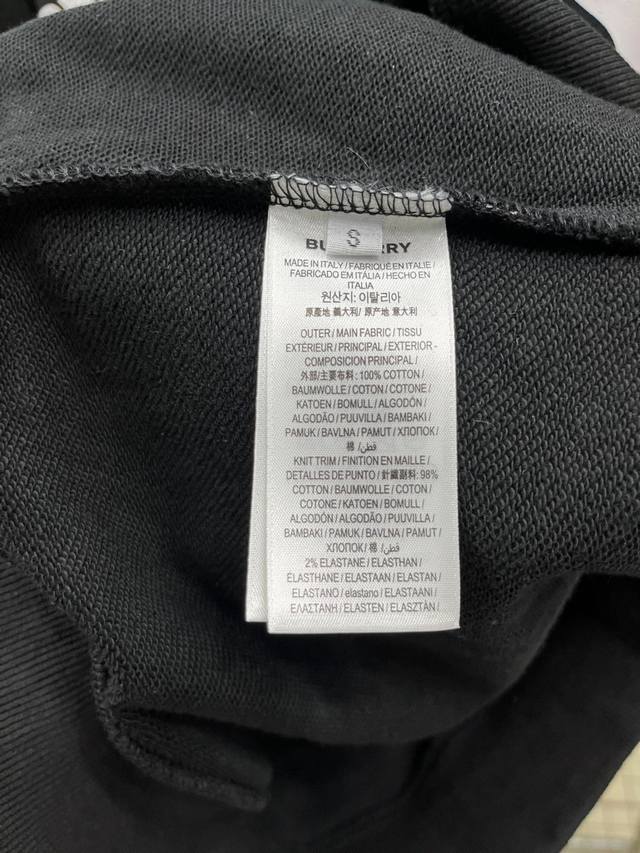 S
BURBERRY
MADE IN ITALY / FABRIQUÉ EN ITALIE /
FABRICADO EM ITÁLIA / HECHO EN
ITALIA
원산지: 이탈리아
原產地 義大利 / 原产地 意大利
OUTER / MAIN FABRIC / TISSU
EXTÉRIEUR / PRINCIPAL / EXTERIOR -
COMPOSICION PRINCIPAL /
外部/主要布料: 100% COTTON /
BAUMWOLLE / COTON / COTONE /
KATOEN / BOMULL / ALGODÓN /
ALGODÃO / PUUVILLA / BAMBAKI /
PAMUK / BAVLNA / PAMUT / ХЛОПОК /
棉 / قطن /
KNIT TRIM / FINITION EN MAILLE /
DETALLES DE PUNTO / 針織副料: 98%
COTTON / BAUMWOLLE / COTON /
COTONE / KATOEN / BOMULL /
ALGODÓN / ALGODÃO / PUUVILLA /
BAMBAKI / PAMUK / BAVLNA / PAMUT /
ХЛОПОК / 棉 / قطن /
2% ELASTANE / ELASTHAN /
ÉLASTHANE / ELASTAAN / ELASTAN /
ELASTANO / elastano / ELASTAANI /
ΕΛΑΣΤΑΝΗ / ELASTEN / ELASZTÁN /